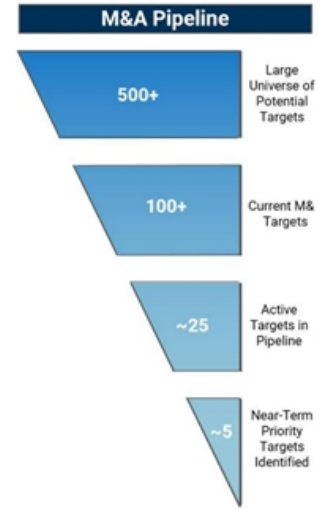 M&A Pipeline
500+
Large
Universe of
Potential
Targets
100+
Current M&
Targets
~25
Active
Targets in
Pipeline
~5
Near-Term
Priority
Targets
Identified